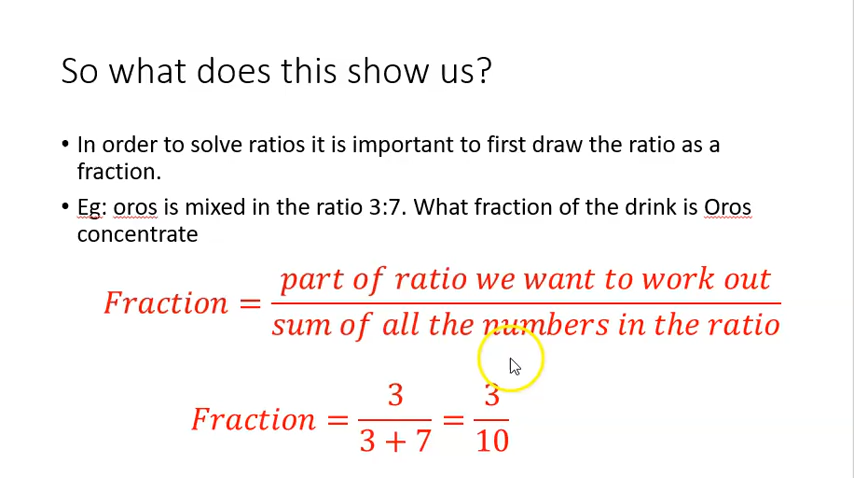 So what does this show us?
• In order to solve ratios it is important to first draw the ratio as a
fraction.
• Eg: oros is mixed in the ratio 3:7. What fraction of the drink is Oros
concentrate
Fraction = part of ratio we want to work out / sum of all the numbers in the ratio
Fraction = 3 / 3 + 7 = 3 / 10